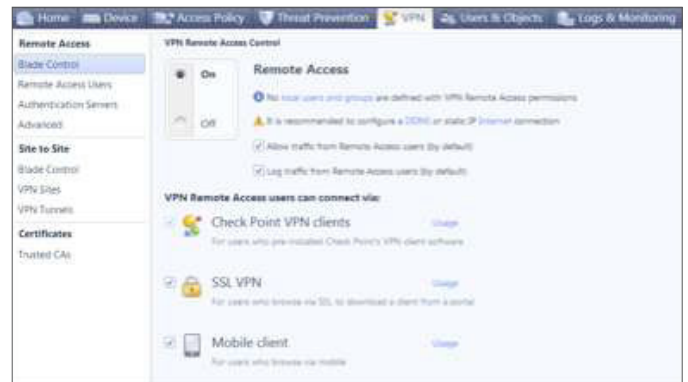 Home Device Access Policy Threat Prevention VPN Users & Objects Logs & Monitoring
Remote Access
Blade Control
Remote Access Users
Authentication Servers
Advanced
Site to Site
Blade Control
VPN Sites
VPN Tunnels
Certificates
Trusted CAs
VPN Remote Access Control
On
Off
Remote Access
No local users and groups are defined with VPN Remote Access permissions
It is recommended to configure a DDNS or static IP Internet connection
Allow traffic from Remote Access users (by default)
Log traffic from Remote Access users (by default)
VPN Remote Access users can connect via:
Check Point VPN clients Usage
For users who pre-installed Check Point's VPN client software
SSL VPN Usage
For users who browse via SSL to download a client from a portal
Mobile client Usage
For users who browse via mobile